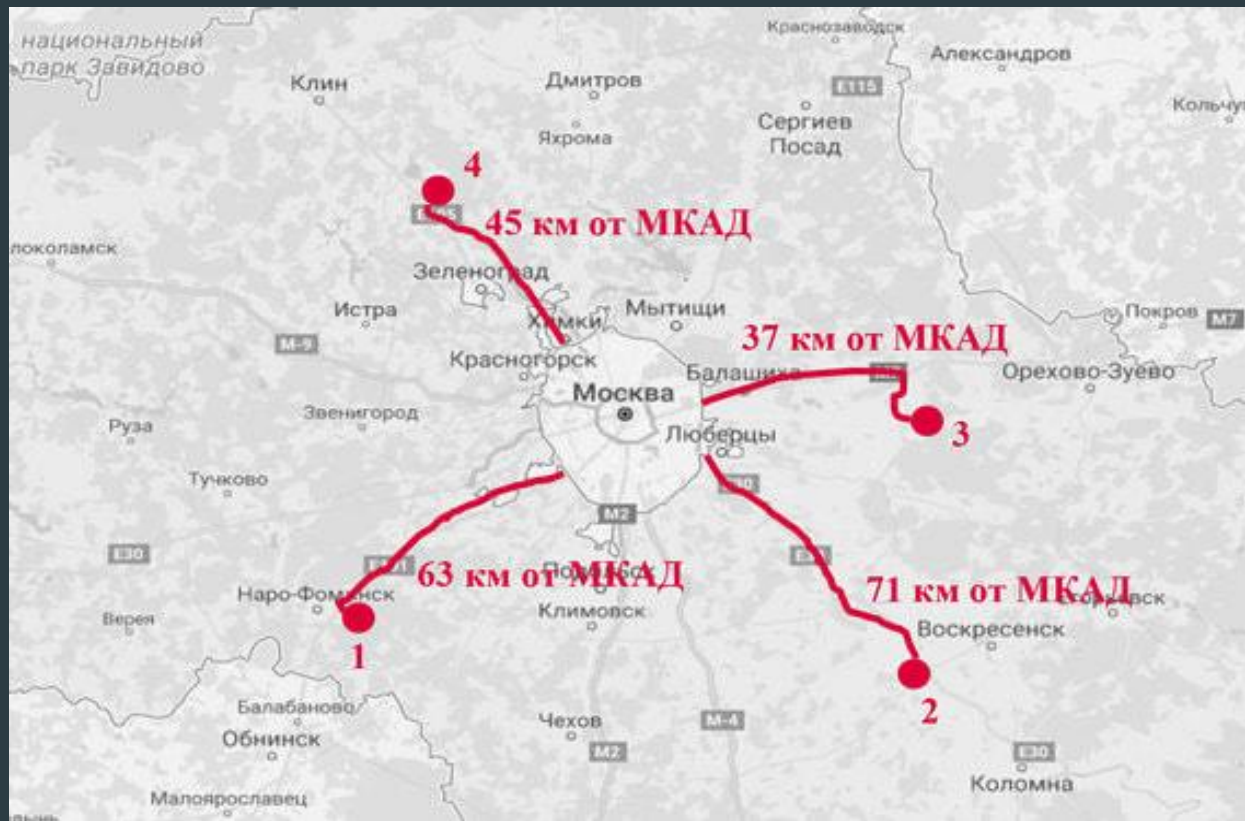 национальный
парк Завидово
Краснозаводск
Александров
Клин
Дмитров
E115
Кольчуг
Яхрома
Сергиев
Посад
4
45 км от МКАД
локоламск
Зеленоград
Истра
Химки
Мытищи
Покров
M7
37 км от МКАД
М-9
Красногорск
Балашиха
Орехово-Зуево
Москва
Звенигород
Руза
Люберцы
3
Тучково
M2
E30
63 км от МКАД
71 км от МКАД
Наро-Фоминск
Климовск
Верея
Воскресенск
1
2
Балабаново
Чехов
М-4
Обнинск
M2
E30
Коломна
Малоярославец